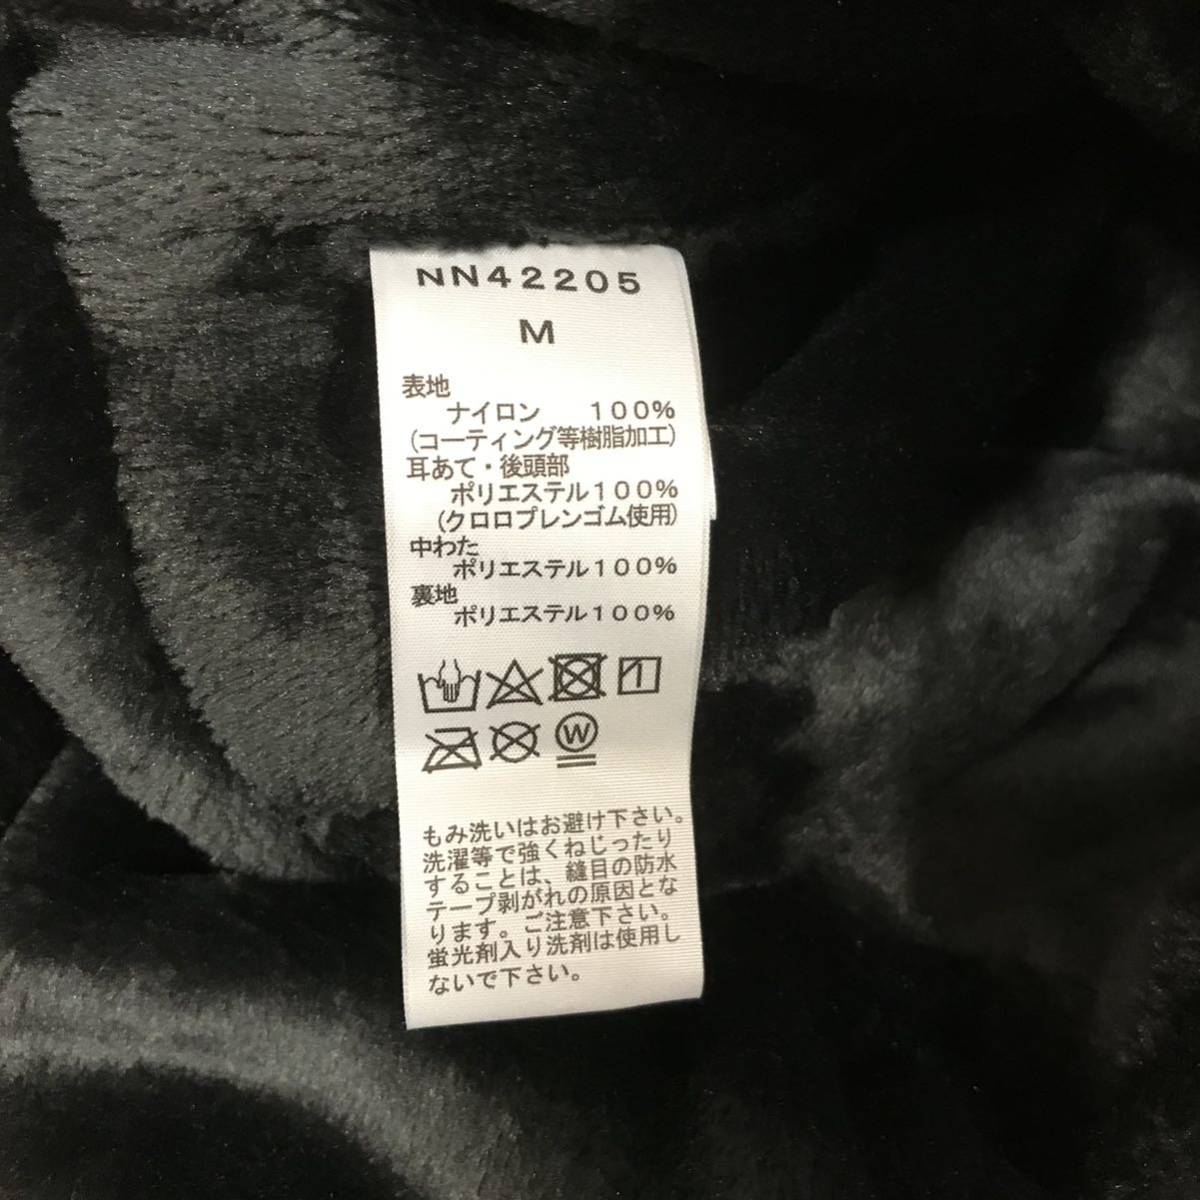 NN42205
M
表地
ナイロン 100%
(コーティング等樹脂加工)
耳あて・後頭部
ポリエステル100%
(クロロプレンゴム使用)
中わた
ポリエステル100%
裏地
ポリエステル100%
W
もみ洗いはお避け下さい。
洗濯等で強くねじったり
することは、縫目の防水
テープ剥がれの原因とな
ります。ご注意下さい。
蛍光剤入り洗剤は使用し
ないで下さい。